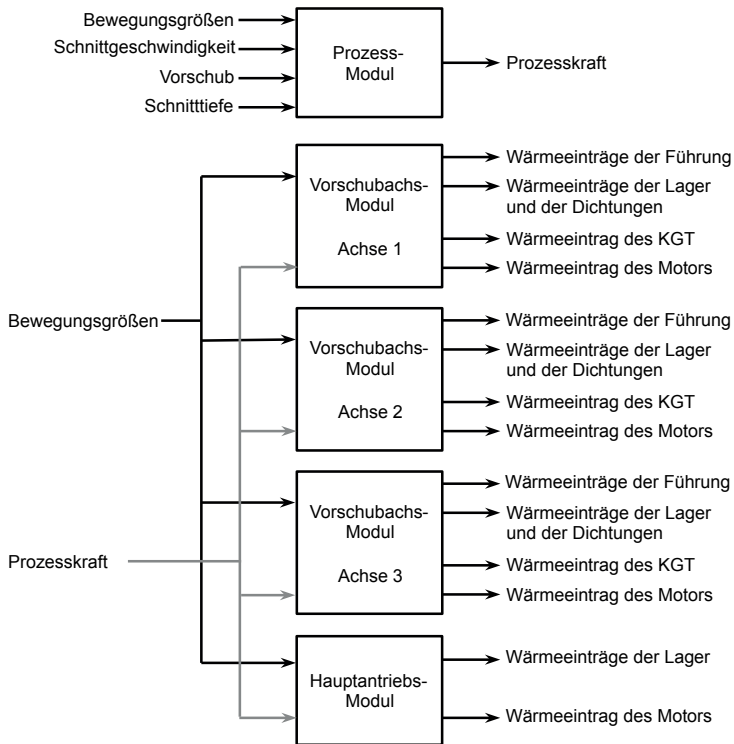 Bewegungsgrößen
Schnittgeschwindigkeit
Vorschub
Schnitttiefe
Prozess-
Modul
Prozesskraft
Bewegungsgrößen
Prozesskraft
Vorschubachs-
Modul
Achse 1
Wärmeeinträge der Führung
Wärmeeinträge der Lager
und der Dichtungen
Wärmeeintrag des KGT
Wärmeeintrag des Motors
Vorschubachs-
Modul
Achse 2
Wärmeeinträge der Führung
Wärmeeinträge der Lager
und der Dichtungen
Wärmeeintrag des KGT
Wärmeeintrag des Motors
Vorschubachs-
Modul
Achse 3
Wärmeeinträge der Führung
Wärmeeinträge der Lager
und der Dichtungen
Wärmeeintrag des KGT
Wärmeeintrag des Motors
Hauptantriebs-
Modul
Wärmeeinträge der Lager
Wärmeeintrag des Motors